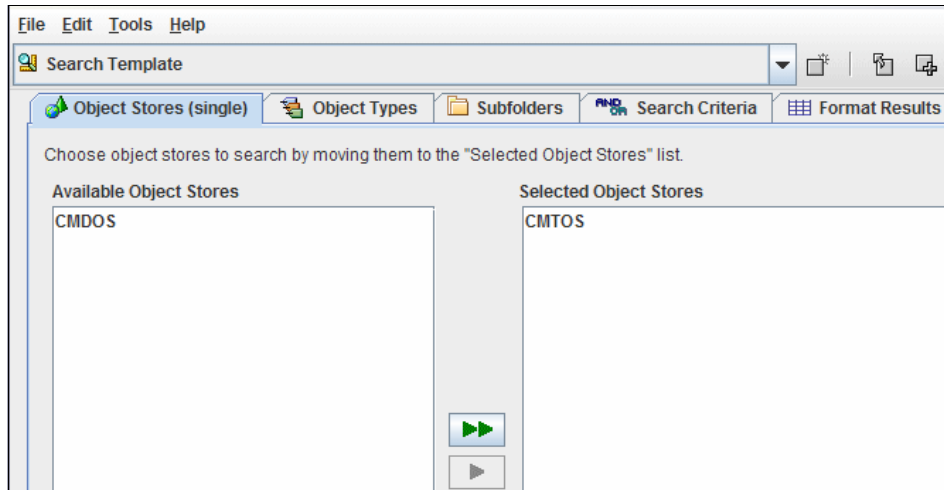 File Edit Tools Help
Search Template
Object Stores (single) Object Types Subfolders AND OR Search Criteria Format Results
Choose object stores to search by moving them to the "Selected Object Stores" list.
Available Object Stores Selected Object Stores
CMDOS CMTOS